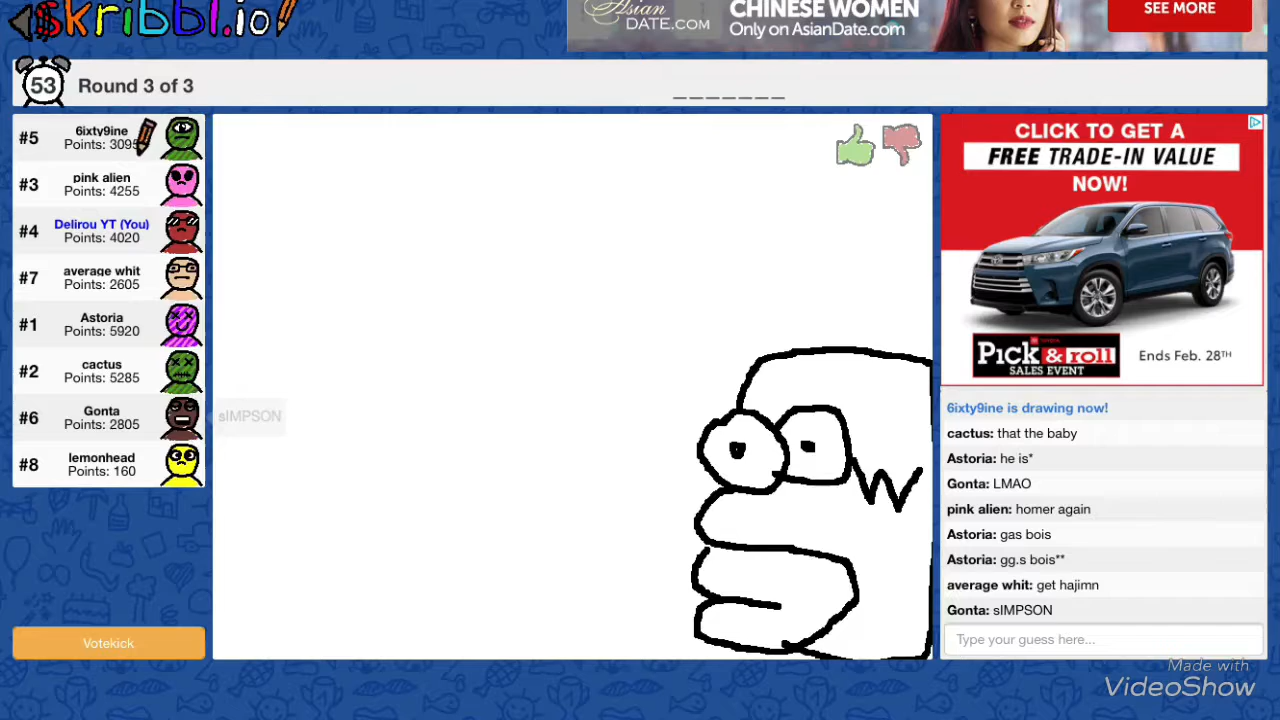 skribbl.io
Asian
DATE.COM
CHINESE WOMEN
Only on AsianDate.com
SEE MORE
53
Round 3 of 3
_______
#5
6ixty9ine
Points: 3095
#3
pink alien
Points: 4255
#4
Delirou YT (You)
Points: 4020
#7
average whit
Points: 2605
#1
Astoria
Points: 5920
#2
cactus
Points: 5285
#6
Gonta
Points: 2805
#8
lemonhead
Points: 160
sIMPSON
Votekick
CLICK TO GET A
FREE TRADE-IN VALUE
NOW!
TOYOTA
PiCk & roll
SALES EVENT
Ends Feb. 28TH
6ixty9ine is drawing now!
cactus: that the baby
Astoria: he is*
Gonta: LMAO
pink alien: homer again
Astoria: gas bois
Astoria: gg.s bois**
average whit: get hajimn
Gonta: sIMPSON
Type your guess here...
Made with
VideoShow